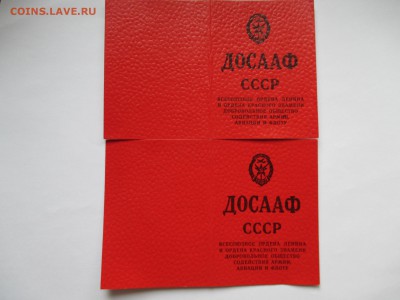 COINS.LAVE.RU
ДОСААФ
СССР
ВСЕСОЮЗНОЕ ОРДЕНА ЛЕНИНА
И ОРДЕНА КРАСНОГО ЗНАМЕНИ
ДОБРОВОЛЬНОЕ ОБЩЕСТВО
СОДЕЙСТВИЯ АРМИИ,
АВИАЦИИ И ФЛОТУ
ДОСААФ
СССР
ВСЕСОЮЗНОЕ ОРДЕНА ЛЕНИНА
И ОРДЕНА КРАСНОГО ЗНАМЕНИ
ДОБРОВОЛЬНОЕ ОБЩЕСТВО
СОДЕЙСТВИЯ АРМИИ,
АВИАЦИИ И ФЛОТУ